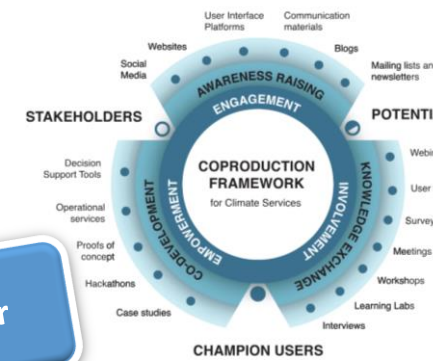 User Interface
Platforms
Communication
materials
Websites
Blogs
Social
Media
Mailing lists an
newsletters
AWARENESS RAISING
ENGAGEMENT
STAKEHOLDERS
POTENTI
Decision
Support Tools
Operational
services
Proofs of
concept
Hackathons
Case studies
CO-DEVELOPMENT
EMPOWERMENT
COPRODUCTION
FRAMEWORK
for Climate Services
INVOLVEMENT
KNOWLEDGE EXCHANGE
Webi
User
Survey
Meetings
Workshops
Learning Labs
Interviews
r
CHAMPION USERS